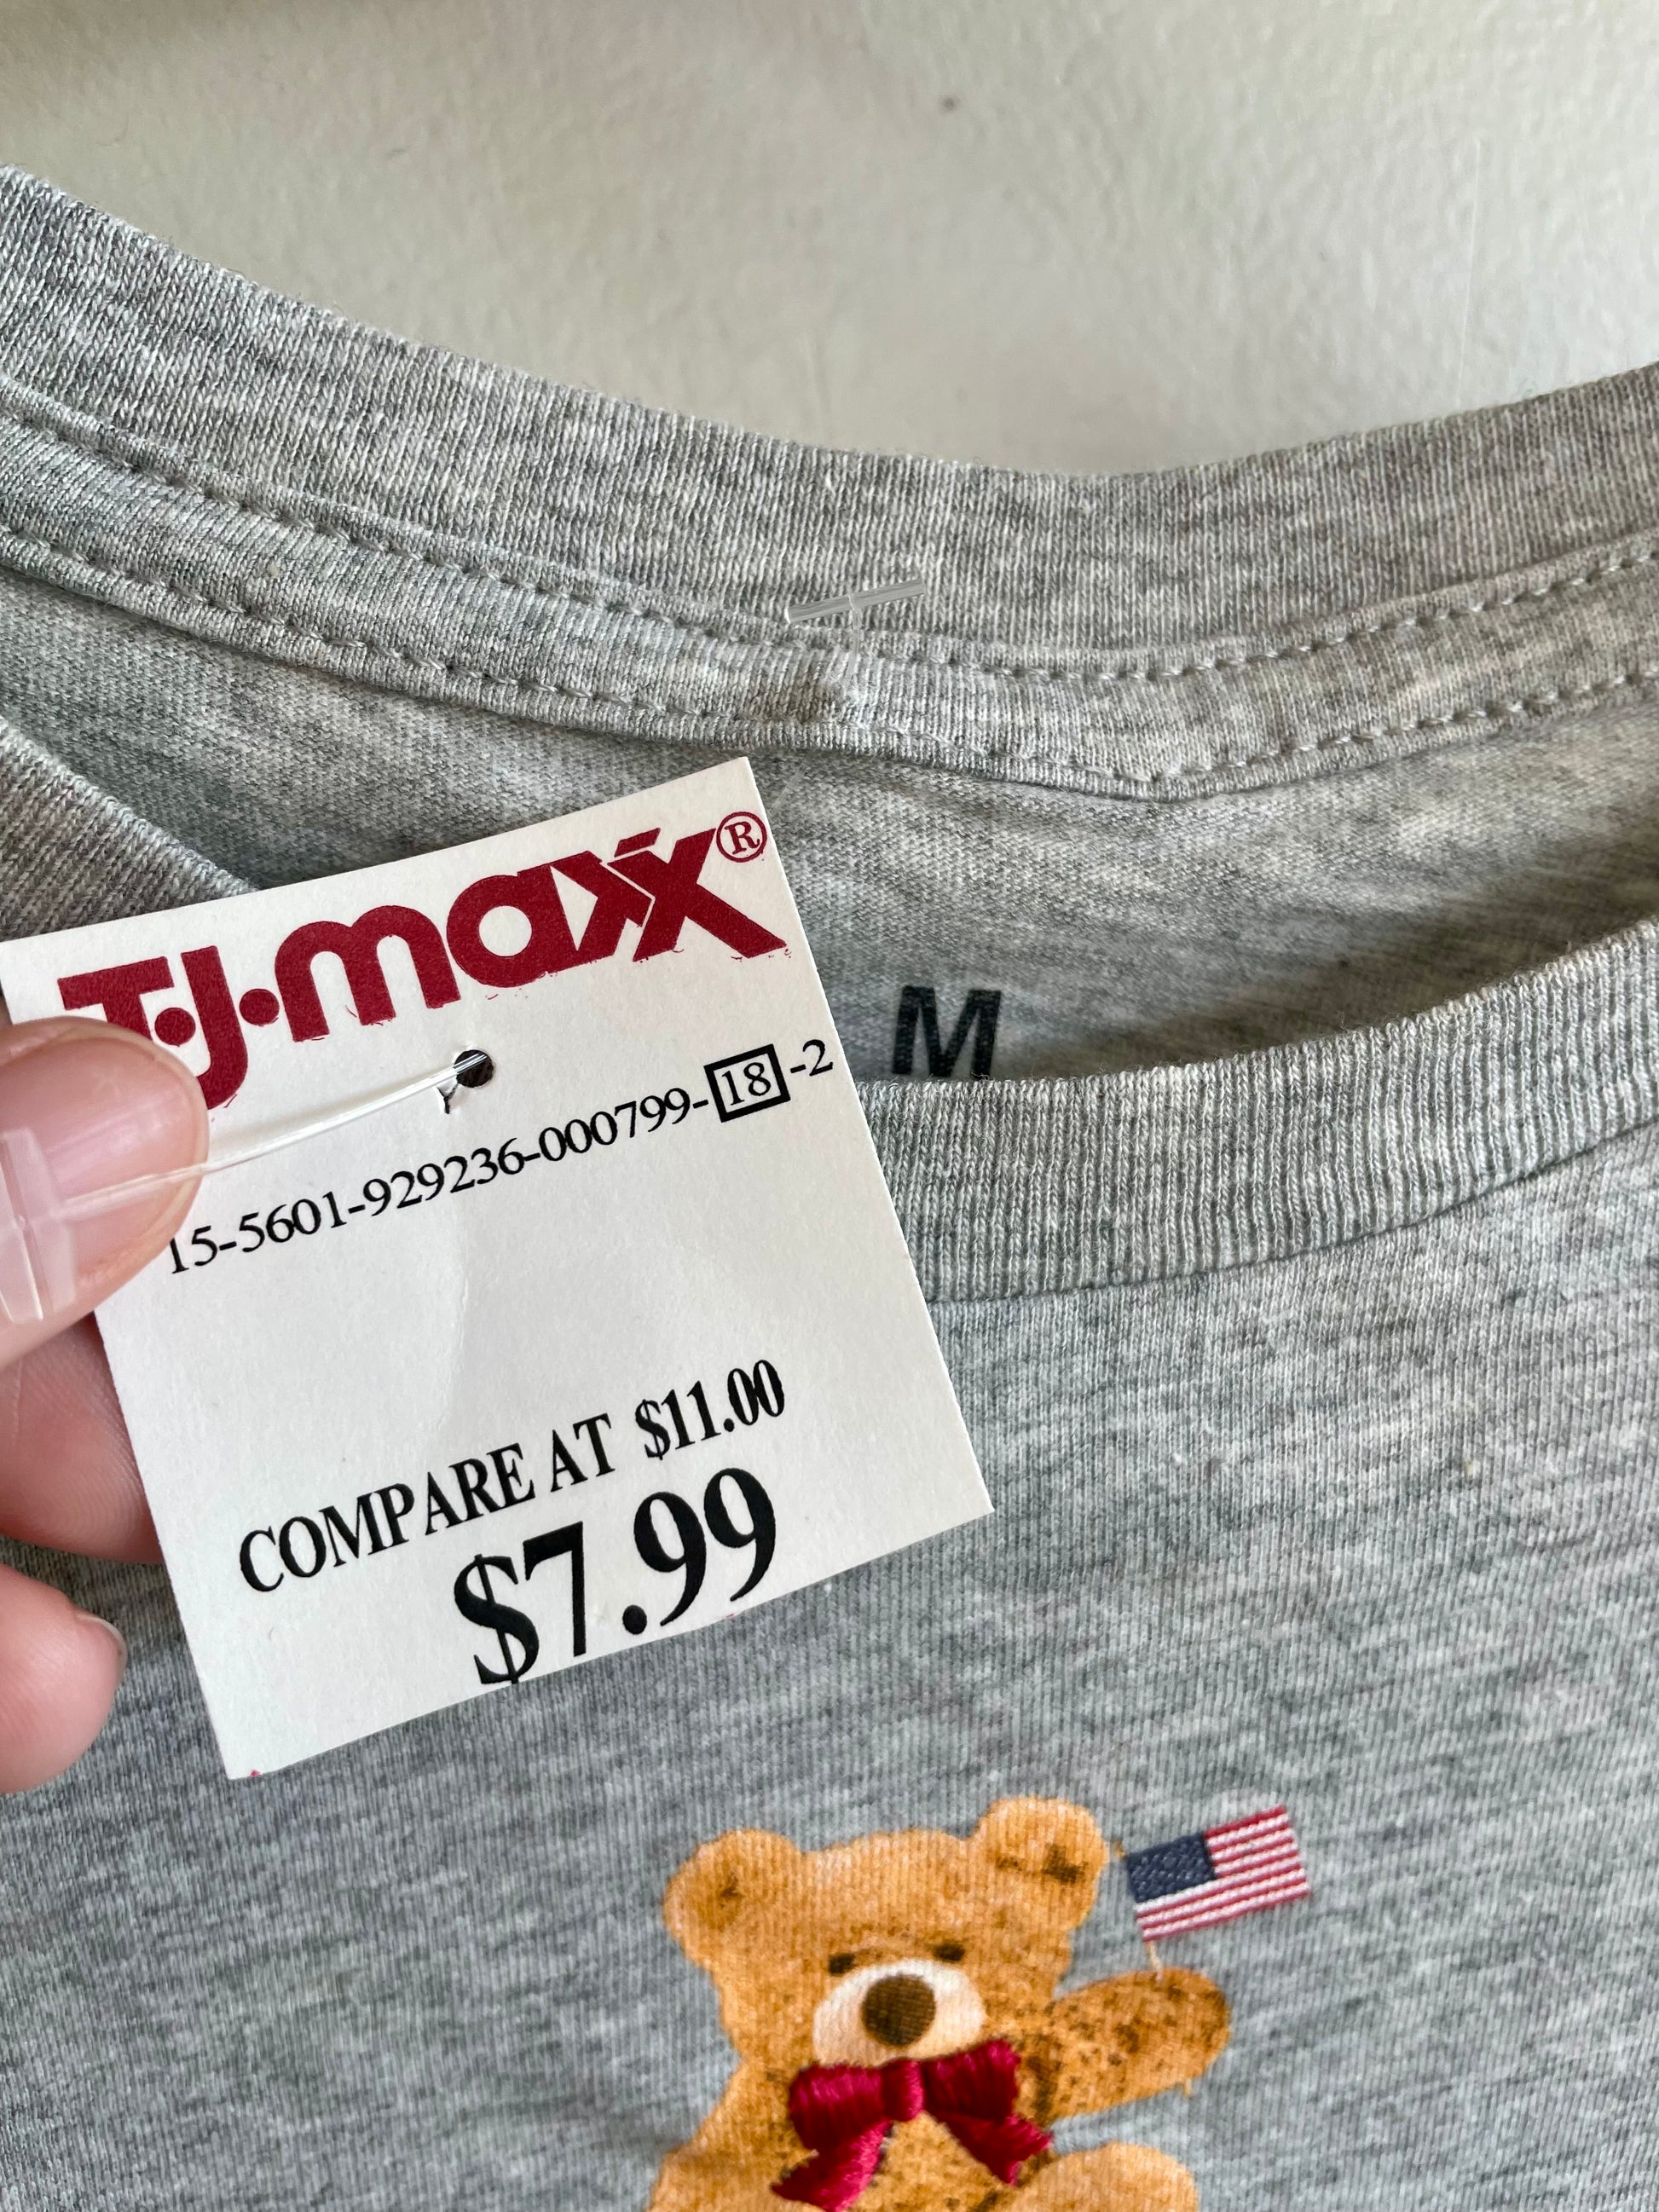 T·J·maxx®
15-5601-929236-000799-18-2
COMPARE AT $11.00
$7.99
M